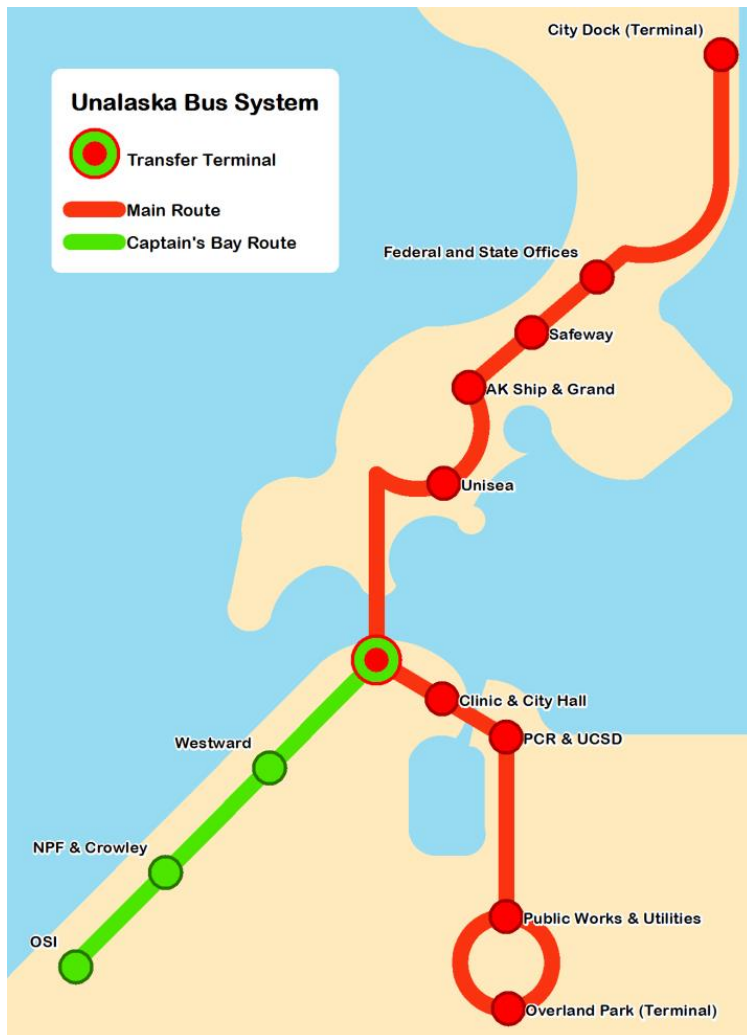 City Dock (Terminal)
Unalaska Bus System
Transfer Terminal
Main Route
Captain's Bay Route
Federal and State Offices
Safeway
AK Ship & Grand
Unisea
Clinic & City Hall
PCR & UCSD
Westward
NPF & Crowley
Public Works & Utilities
OSI
Overland Park (Terminal)